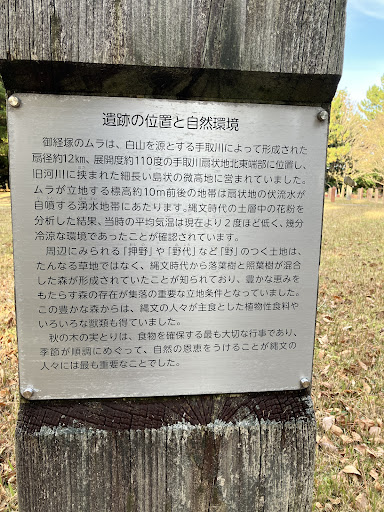 遺跡の位置と自然環境
御経塚のムラは、白山を源とする手取川によって形成された
扇径約12km、展開度約110度の手取川扇状地北東端部に位置し、
旧河川に挟まれた細長い島状の微高地に営まれていました。
ムラが立地する標高約10m前後の地帯は扇状地の伏流水が
自噴する湧水地帯にあたります。縄文時代の土層中の花粉を
分析した結果、当時の平均気温は現在より2度ほど低く、幾分
冷涼な環境であったことが確認されています。
周辺にみられる「押野」や「野代」など「野」のつく土地は、
たんなる草地ではなく、縄文時代から落葉樹と照葉樹が混合
した森が形成されていたことが知られており、豊かな恵みを
もたらす森の存在が集落の重要な立地条件となっていました。
この豊かな森からは、縄文の人々が主食とした植物性食料や
いろいろな獣類も得ていました。
秋の木の実とりは、食物を確保する最も大切な行事であり、
季節が順調にめぐって、自然の恩恵をうけることが縄文の
人々には最も重要なことでした。